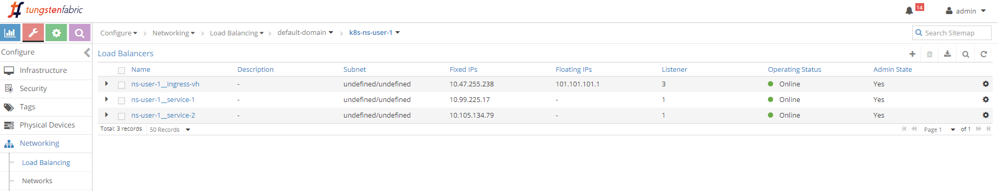 tungstenfabric
14
admin
Configure
Networking
Load Balancing
default-domain
k8s-ns-user-1
Search Sitemap
Configure
Infrastructure
Security
Tags
Physical Devices
Networking
Load Balancing
Networks
Load Balancers
Name Description Subnet Fixed IPs Floating IPs Listener Operating Status Admin State
ns-user-1__ingress-vh - undefined/undefined 10.47.255.238 101.101.101.1 3 Online Yes
ns-user-1__service-1 - undefined/undefined 10.99.225.17 - 1 Online Yes
ns-user-1__service-2 - undefined/undefined 10.105.134.79 - 1 Online Yes
Total: 3 records 50 Records Page 1 of 1